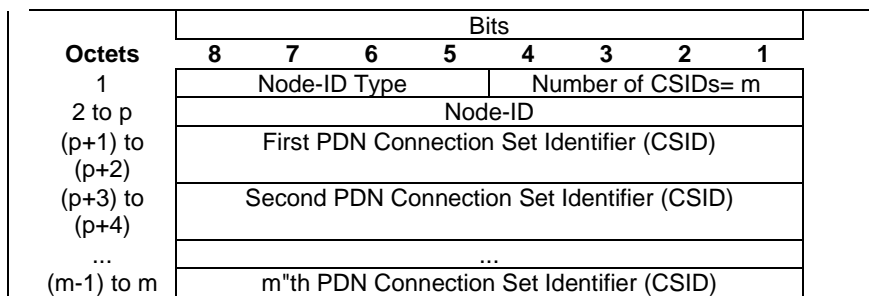 Bits
Octets 8 7 6 5 4 3 2 1
1 Node-ID Type Number of CSIDs= m
2 to p Node-ID
(p+1) to First PDN Connection Set Identifier (CSID)
(p+2)
(p+3) to Second PDN Connection Set Identifier (CSID)
(p+4)
... ...
(m-1) to m m"th PDN Connection Set Identifier (CSID)